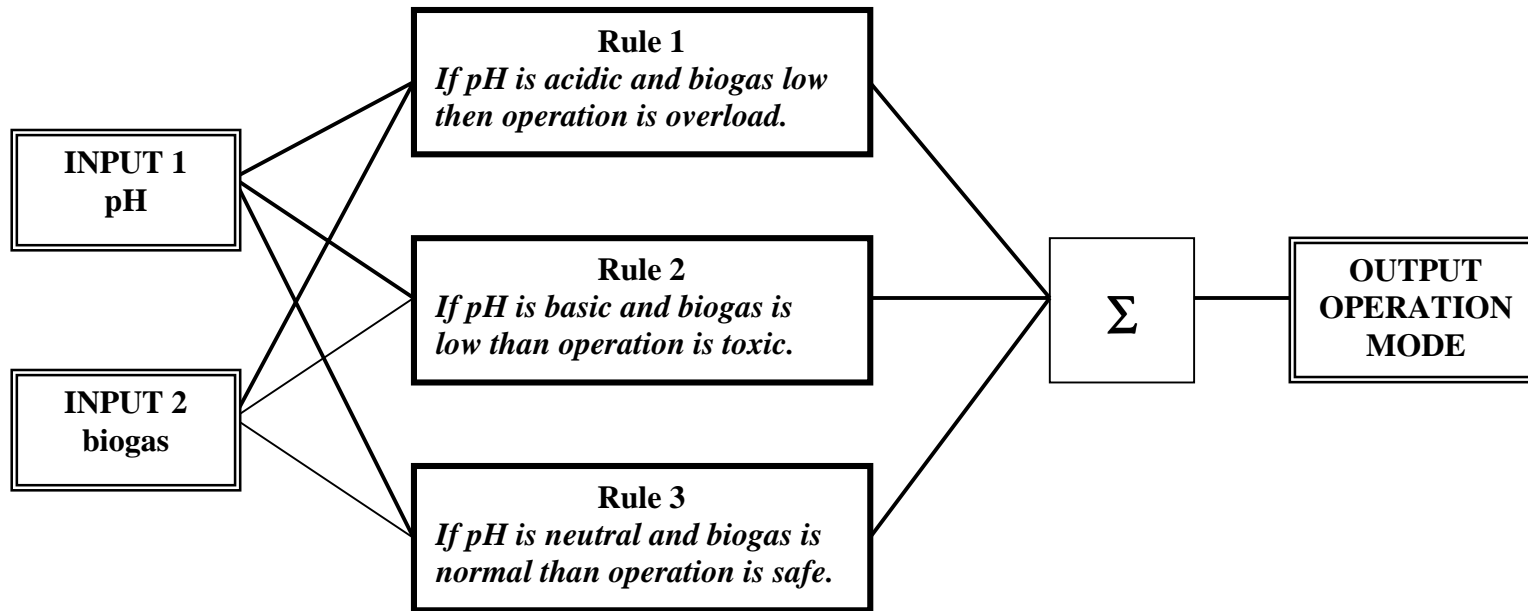 INPUT 1
pH
INPUT 2
biogas
Rule 1
If pH is acidic and biogas low
then operation is overload.
Rule 2
If pH is basic and biogas is
low than operation is toxic.
Rule 3
If pH is neutral and biogas is
normal than operation is safe.
Σ
OUTPUT
OPERATION
MODE